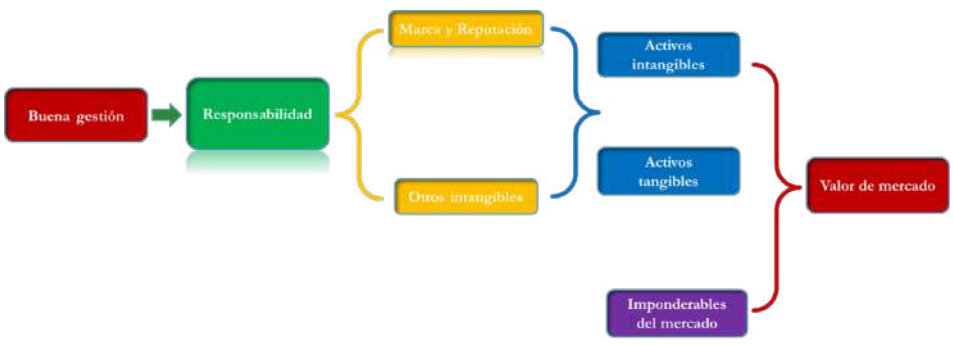 Buena gestión
Responsabilidad
Marca y Reputación
Otros intangibles
Activos
intangibles
Activos
tangibles
Imponderables
del mercado
Valor de mercado